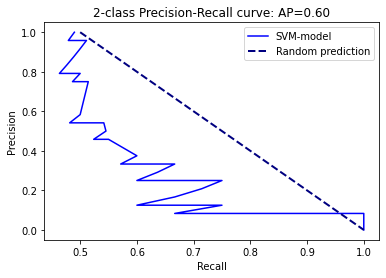 2-class Precision-Recall curve: AP=0.60
SVM-model
Random prediction
Precision
1.0
0.8
0.6
0.4
0.2
0.0
0.5 0.6 0.7 0.8 0.9 1.0
Recall